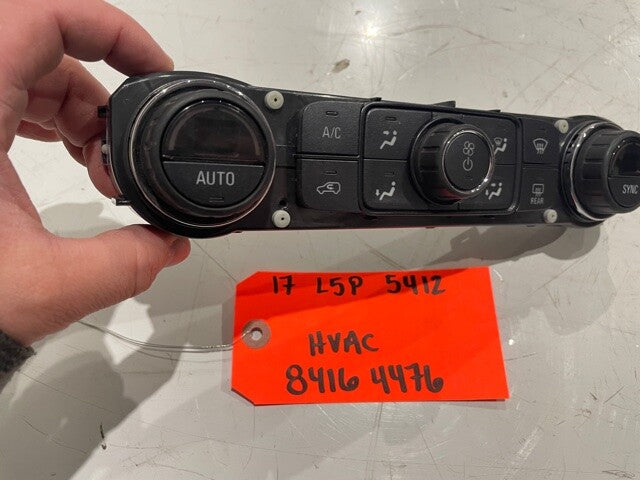 A/C
AUTO
REAR
SYNC
17 L5P 5412
HVAC
8416 4476